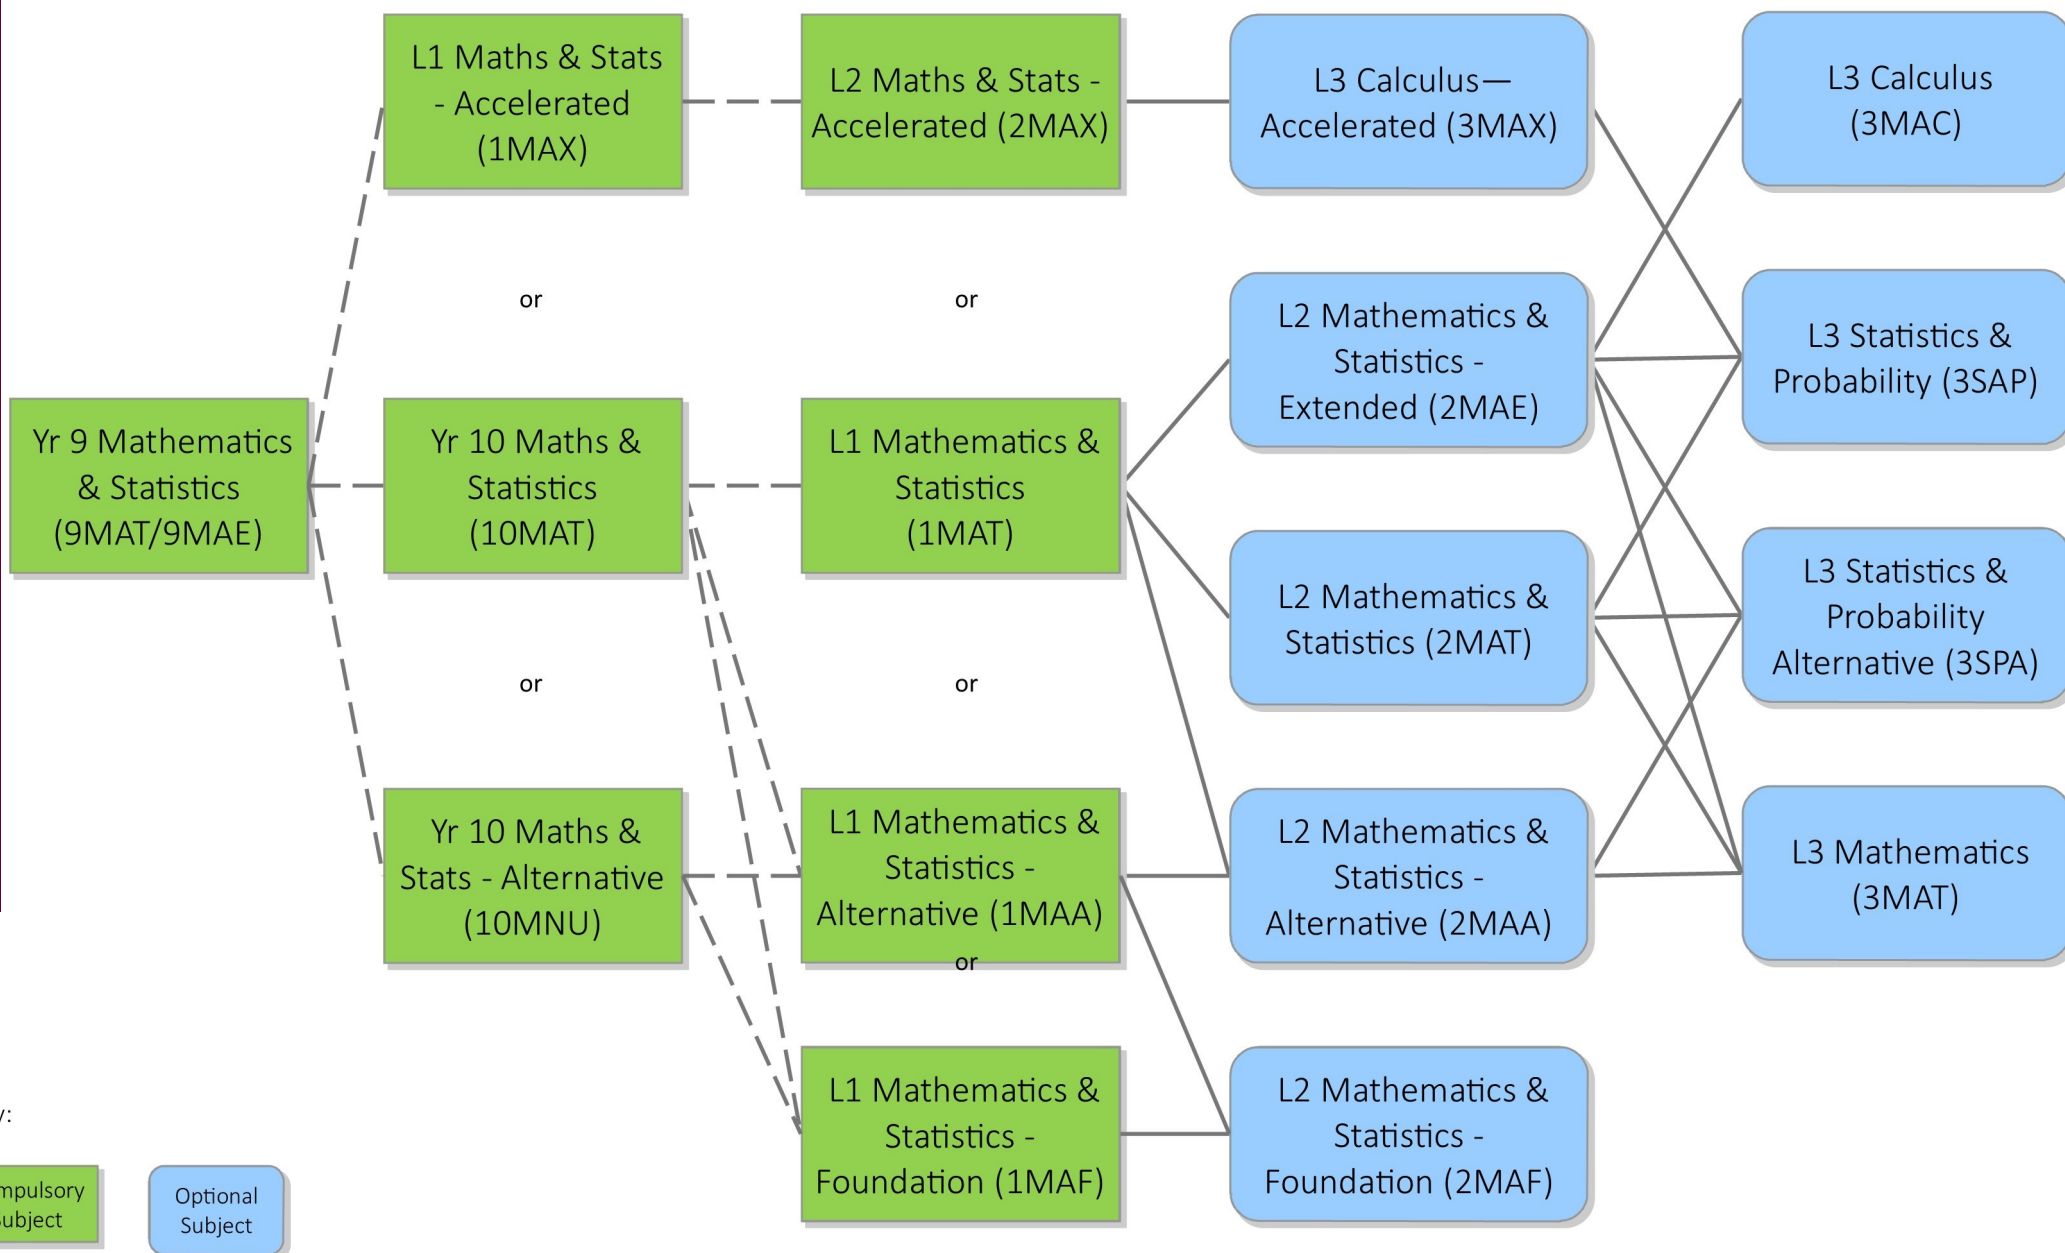 L1 Maths & Stats
- Accelerated
(1MAX)
L2 Maths & Stats -
Accelerated (2MAX)
L3 Calculus—
Accelerated (3MAX)
L3 Calculus
(3MAC)
or
or
L2 Mathematics &
Statistics -
Extended (2MAE)
L3 Statistics &
Probability (3SAP)
Yr 9 Mathematics
& Statistics
(9MAT/9MAE)
Yr 10 Maths &
Statistics
(10MAT)
L1 Mathematics &
Statistics
(1MAT)
L2 Mathematics &
Statistics (2MAT)
L3 Statistics &
Probability
Alternative (3SPA)
or
or
Yr 10 Maths &
Stats - Alternative
(10MNU)
L1 Mathematics &
Statistics -
Alternative (1MAA)
or
L2 Mathematics &
Statistics -
Alternative (2MAA)
L3 Mathematics
(3MAT)
L1 Mathematics &
Statistics -
Foundation (1MAF)
L2 Mathematics &
Statistics -
Foundation (2MAF)
y:
mpulsory
ubject
Optional
Subject